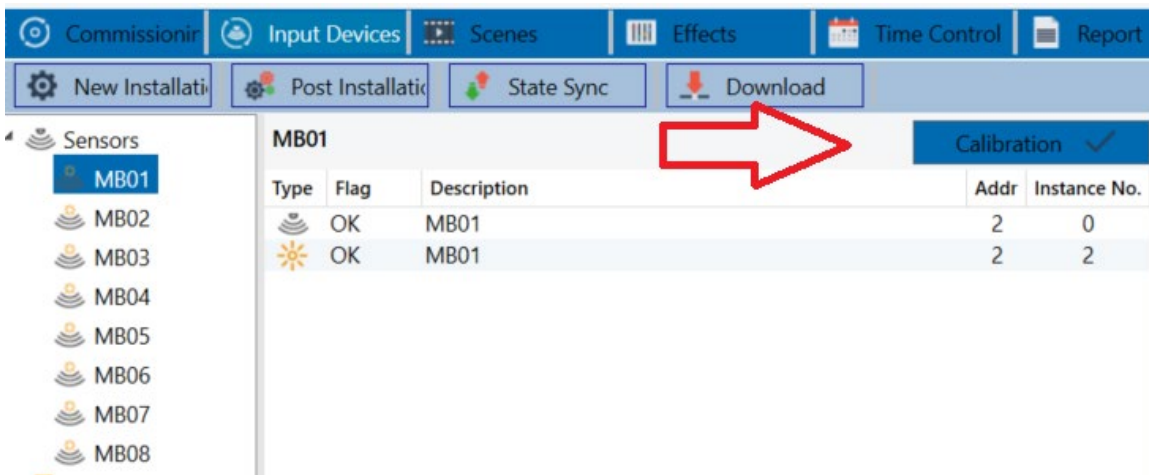 Commissionir Input Devices Scenes Effects Time Control Report
New Installati Post Installatic State Sync Download
Sensors
MB01
MB02
MB03
MB04
MB05
MB06
MB07
MB08
MB01 Calibration
Type Flag Description Addr Instance No.
OK MB01 2 0
OK MB01 2 2